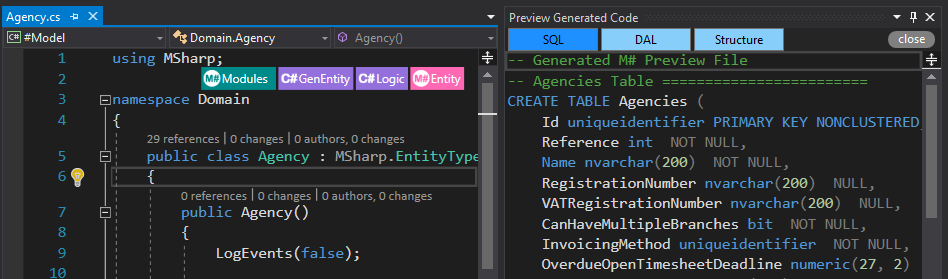 Agency.cs
C# #Model
Domain.Agency
Agency()
1 using MSharp;
2
M# Modules C# GenEntity C# Logic M# Entity
3 namespace Domain
4 {
29 references | 0 changes | 0 authors, 0 changes
5 public class Agency : MSharp.EntityType
6 {
0 references | 0 changes | 0 authors, 0 changes
7 public Agency()
8 {
9 LogEvents(false);
10
Preview Generated Code
SQL DAL Structure close
-- Generated M# Preview File
-- Agencies Table ========================
CREATE TABLE Agencies (
Id uniqueidentifier PRIMARY KEY NONCLUSTERED,
Reference int NOT NULL,
Name nvarchar(200) NOT NULL,
RegistrationNumber nvarchar(200) NULL,
VATRegistrationNumber nvarchar(200) NULL,
CanHaveMultipleBranches bit NOT NULL,
InvoicingMethod uniqueidentifier NOT NULL,
OverdueOpenTimesheetDeadline numeric(27, 2)